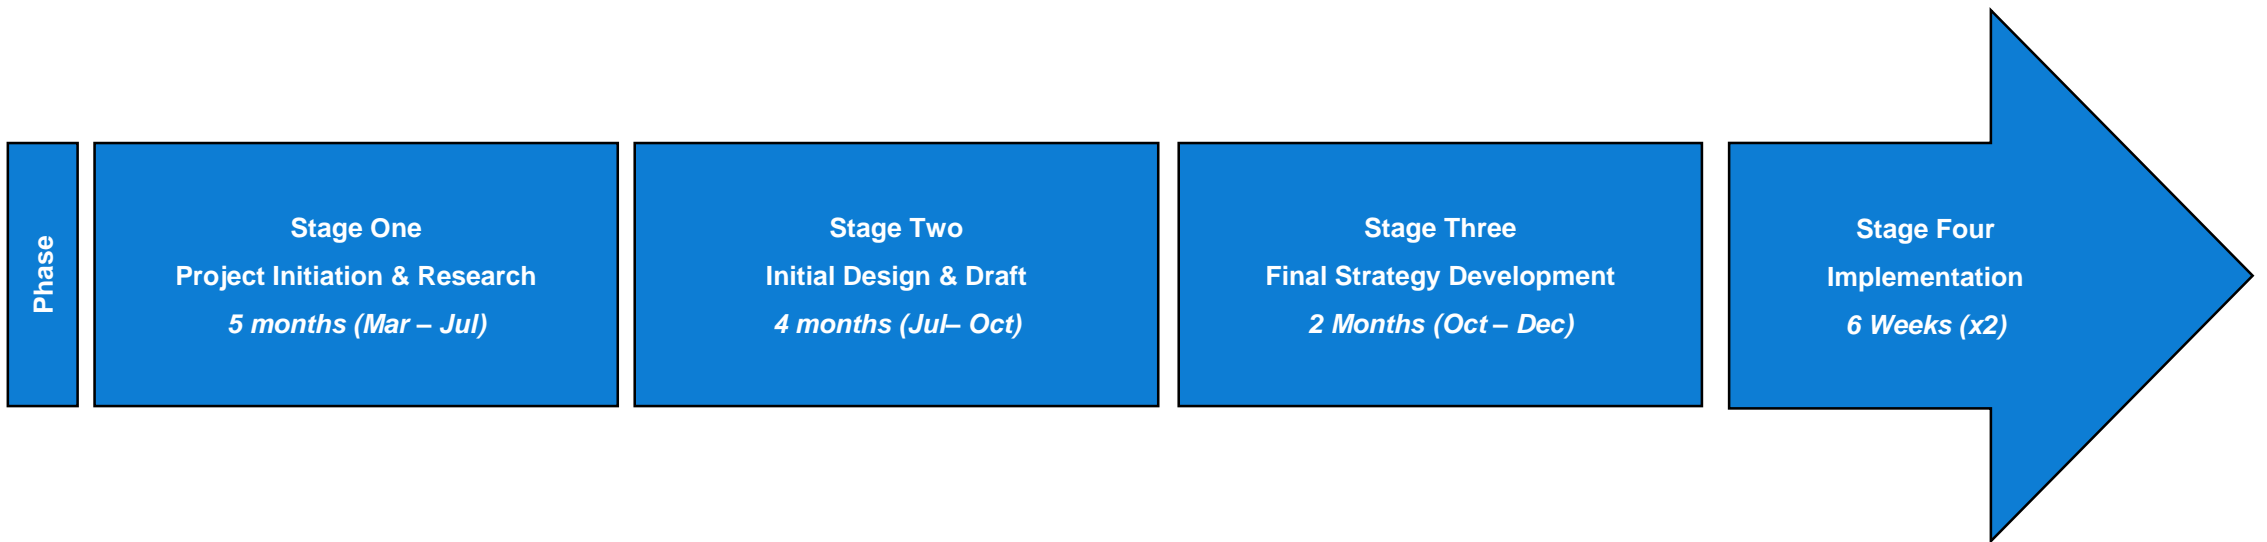 Phase
Stage One
Project Initiation & Research
5 months (Mar – Jul)
Stage Two
Initial Design & Draft
4 months (Jul– Oct)
Stage Three
Final Strategy Development
2 Months (Oct – Dec)
Stage Four
Implementation
6 Weeks (x2)